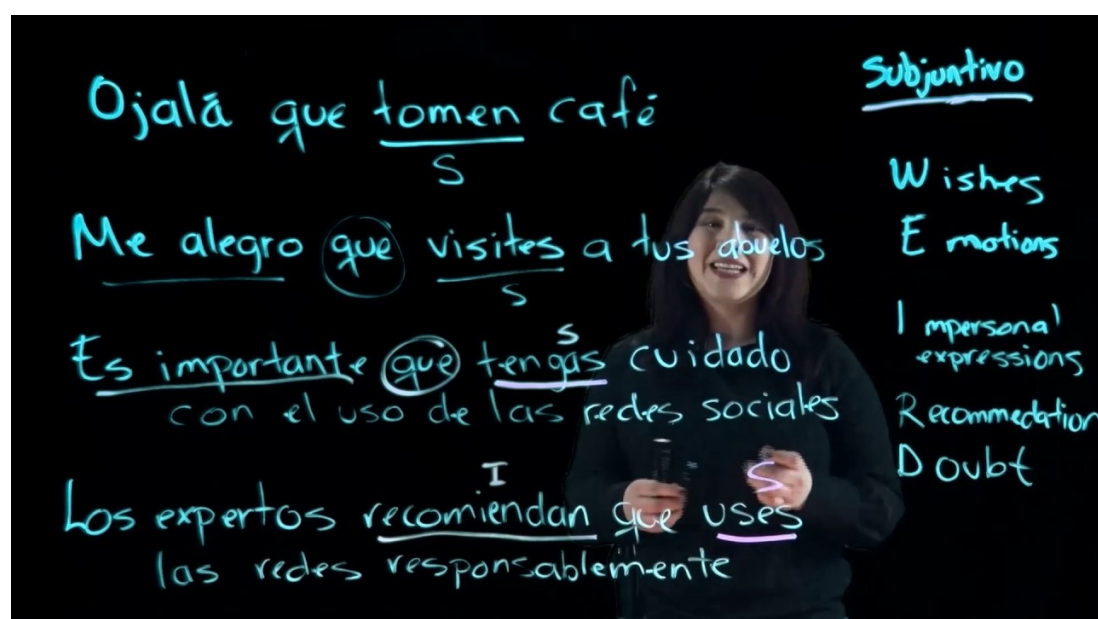 Ojalá que tomen café
S
Me alegro que visites a tus abuelos
S
S
Es importante que tengas cuidado
con el uso de las redes sociales
I
S
Los expertos recomiendan que uses
las redes responsablemente
Subjuntivo
Wishes
Emotions
Impersonal
expressions
Recommedation
Doubt